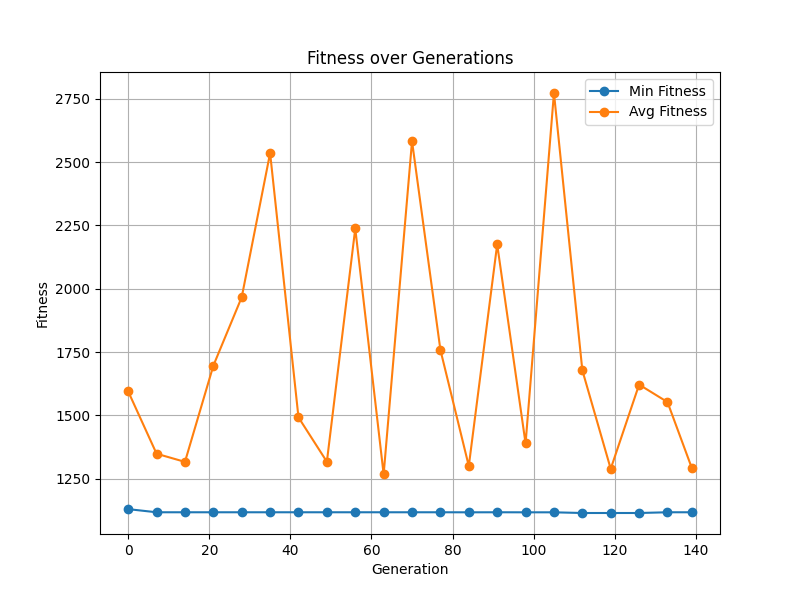 Fitness over Generations
Min Fitness
Avg Fitness
2750
2500
2250
2000
1750
1500
1250
Fitness
0 20 40 60 80 100 120 140
Generation